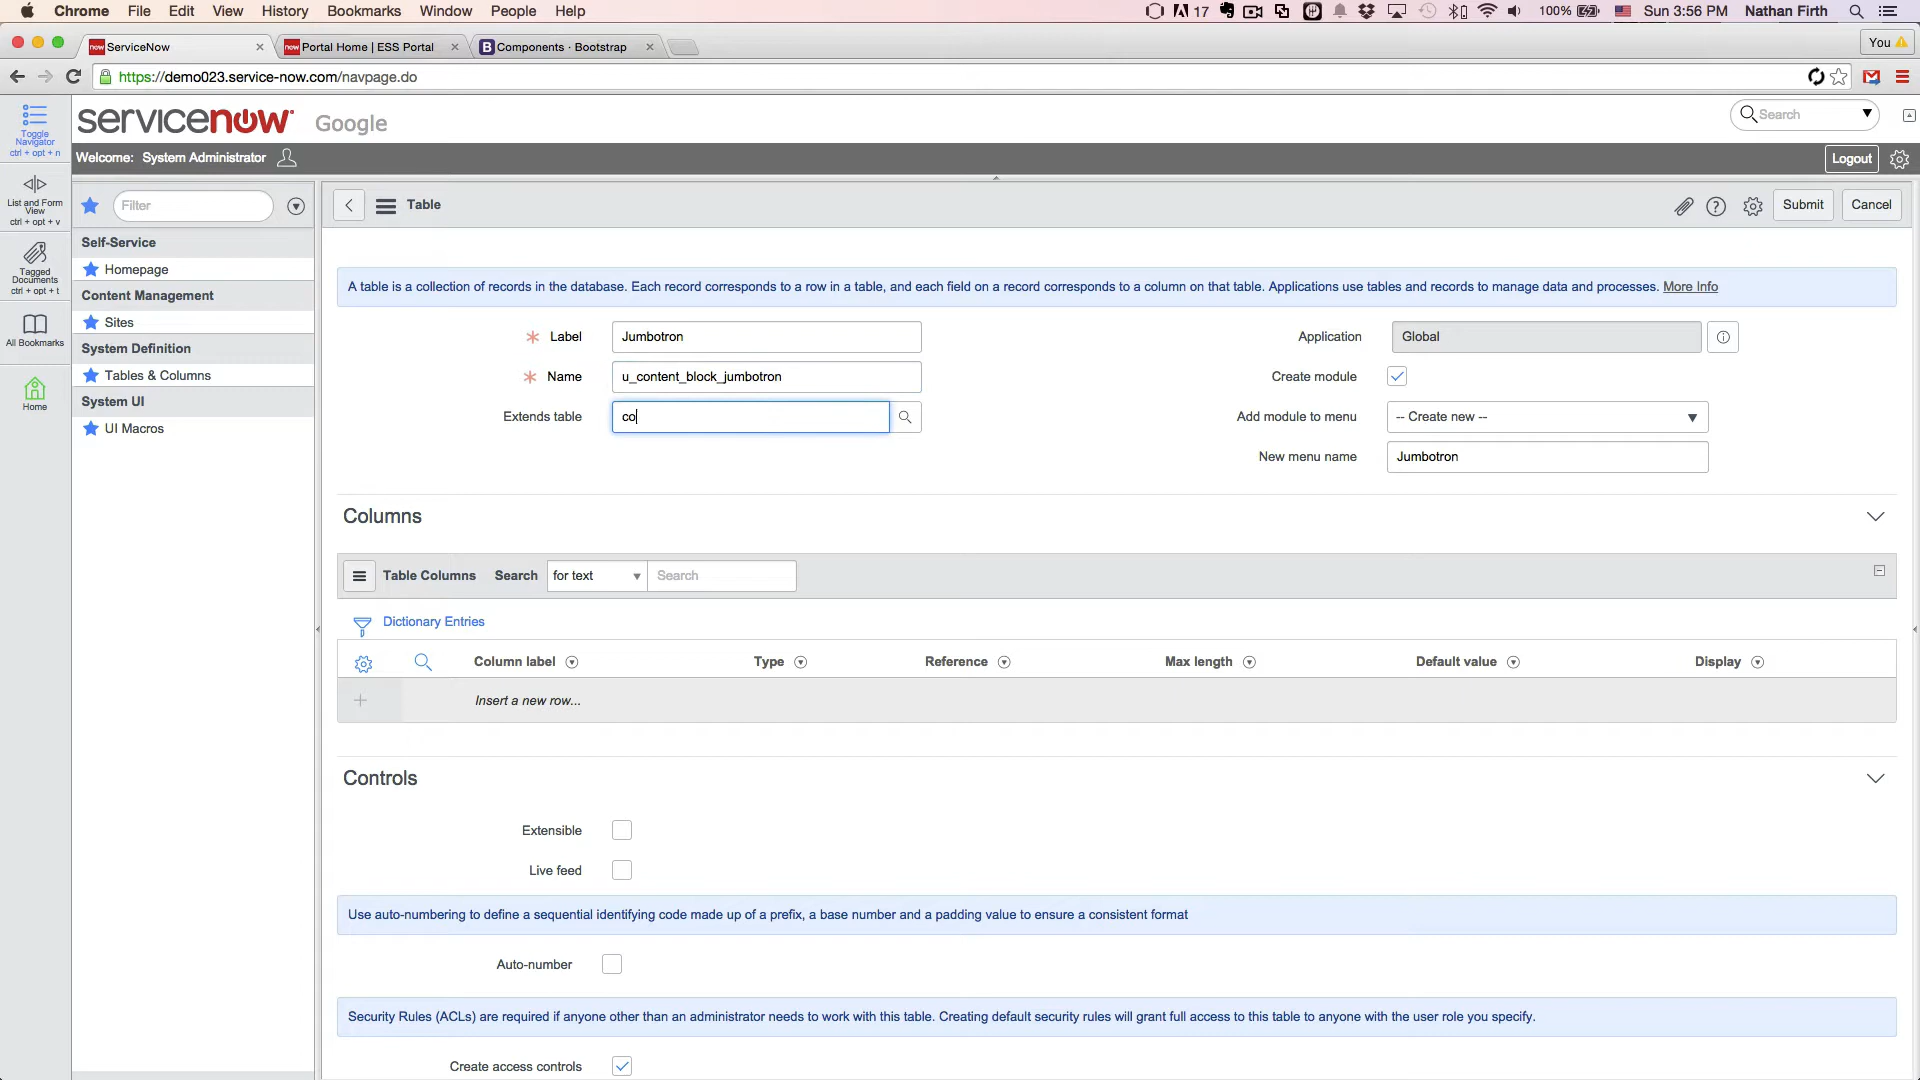 Chrome File Edit View History Bookmarks Window People Help 17 100% Sun 3:56 PM Nathan Firth
ServiceNow Portal Home | ESS Portal Components · Bootstrap You
https://demo023.service-now.com/navpage.do
servicenow Google
Search
Toggle Navigator
ctrl + opt + n
Welcome: System Administrator
Logout
List and Form View
ctrl + opt + v
Tagged Documents
ctrl + opt + t
All Bookmarks
Home
Filter
Self-Service
Homepage
Content Management
Sites
System Definition
Tables & Columns
System UI
UI Macros
Table
Submit Cancel
A table is a collection of records in the database. Each record corresponds to a row in a table, and each field on a record corresponds to a column on that table. Applications use tables and records to manage data and processes. More Info
Label Jumbotron
Name u_content_block_jumbotron
Extends table co
Application Global
Create module
Add module to menu -- Create new --
New menu name Jumbotron
Columns
Table Columns Search for text Search
Dictionary Entries
Column label Type Reference Max length Default value Display
Insert a new row...
Controls
Extensible
Live feed
Use auto-numbering to define a sequential identifying code made up of a prefix, a base number and a padding value to ensure a consistent format
Auto-number
Security Rules (ACLs) are required if anyone other than an administrator needs to work with this table. Creating default security rules will grant full access to this table to anyone with the user role you specify.
Create access controls